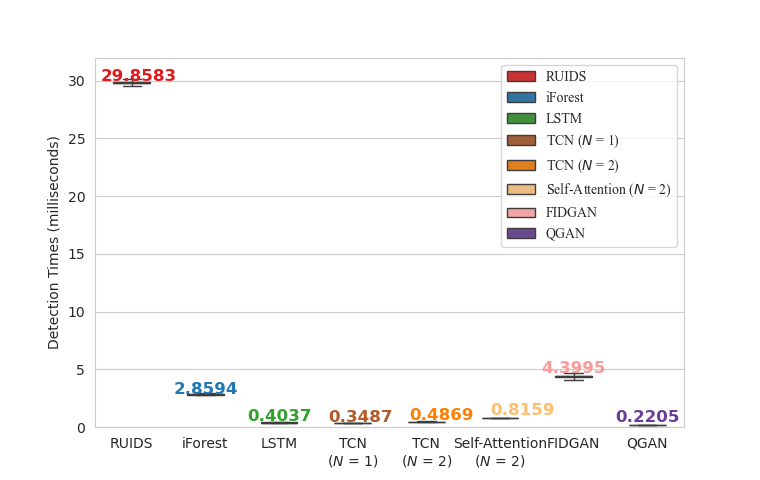 29.8583
30
RUIDS
iForest
LSTM
TCN (N = 1)
TCN (N = 2)
Self-Attention (N = 2)
FIDGAN
QGAN
25
20
15
10
5
0
Detection Times (milliseconds)
2.8594
0.4037
0.3487
0.4869
0.8159
4.3995
0.2205
RUIDS iForest LSTM TCN TCN Self-Attention FIDGAN QGAN
(N = 1) (N = 2) (N = 2)